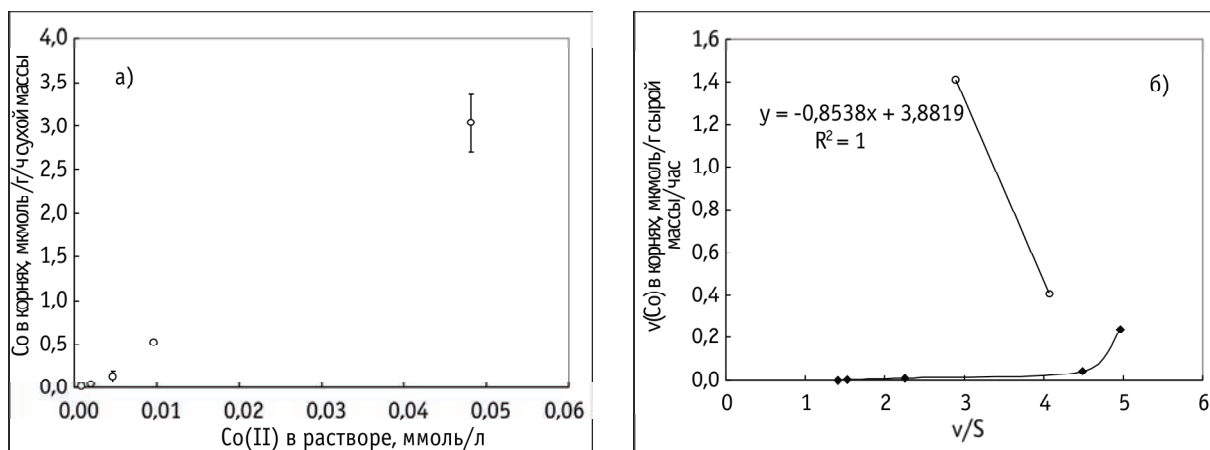 а)
4,0
3,5
3,0
2,5
2,0
1,5
1,0
0,5
0,0
Co в корнях, мкмоль /г/ч сухой массы
0,00 0,01 0,02 0,03 0,04 0,05 0,06
Co(II) в растворе, ммоль/л
б)
1,6
1,4
1,2
1,0
0,8
0,6
0,4
0,2
0,0
v(Co) в корнях, мкмоль/г сырой
массы/час
y = -0,8538x + 3,8819
R² = 1
0 1 2 3 4 5 6
v/S